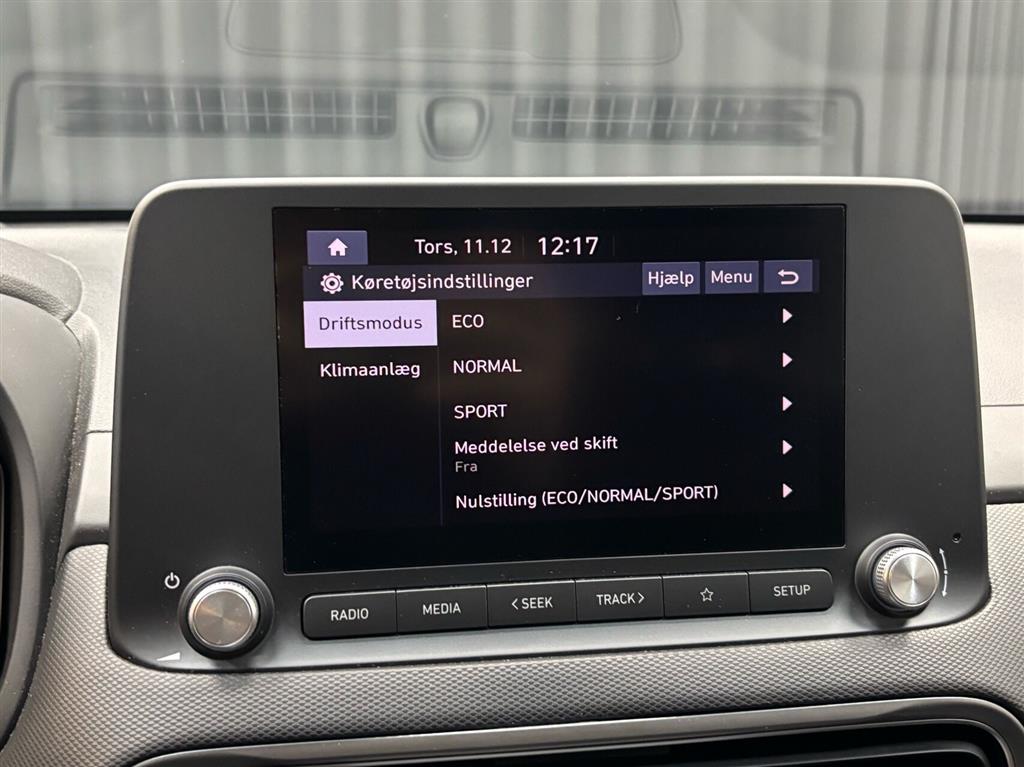 Tors, 11.12 12:17
Køretøjsindstillinger Hjælp Menu
Driftsmodus
Klimaanlæg
ECO
NORMAL
SPORT
Meddelelse ved skift
Fra
Nulstilling (ECO/NORMAL/SPORT)
RADIO MEDIA < SEEK TRACK > SETUP